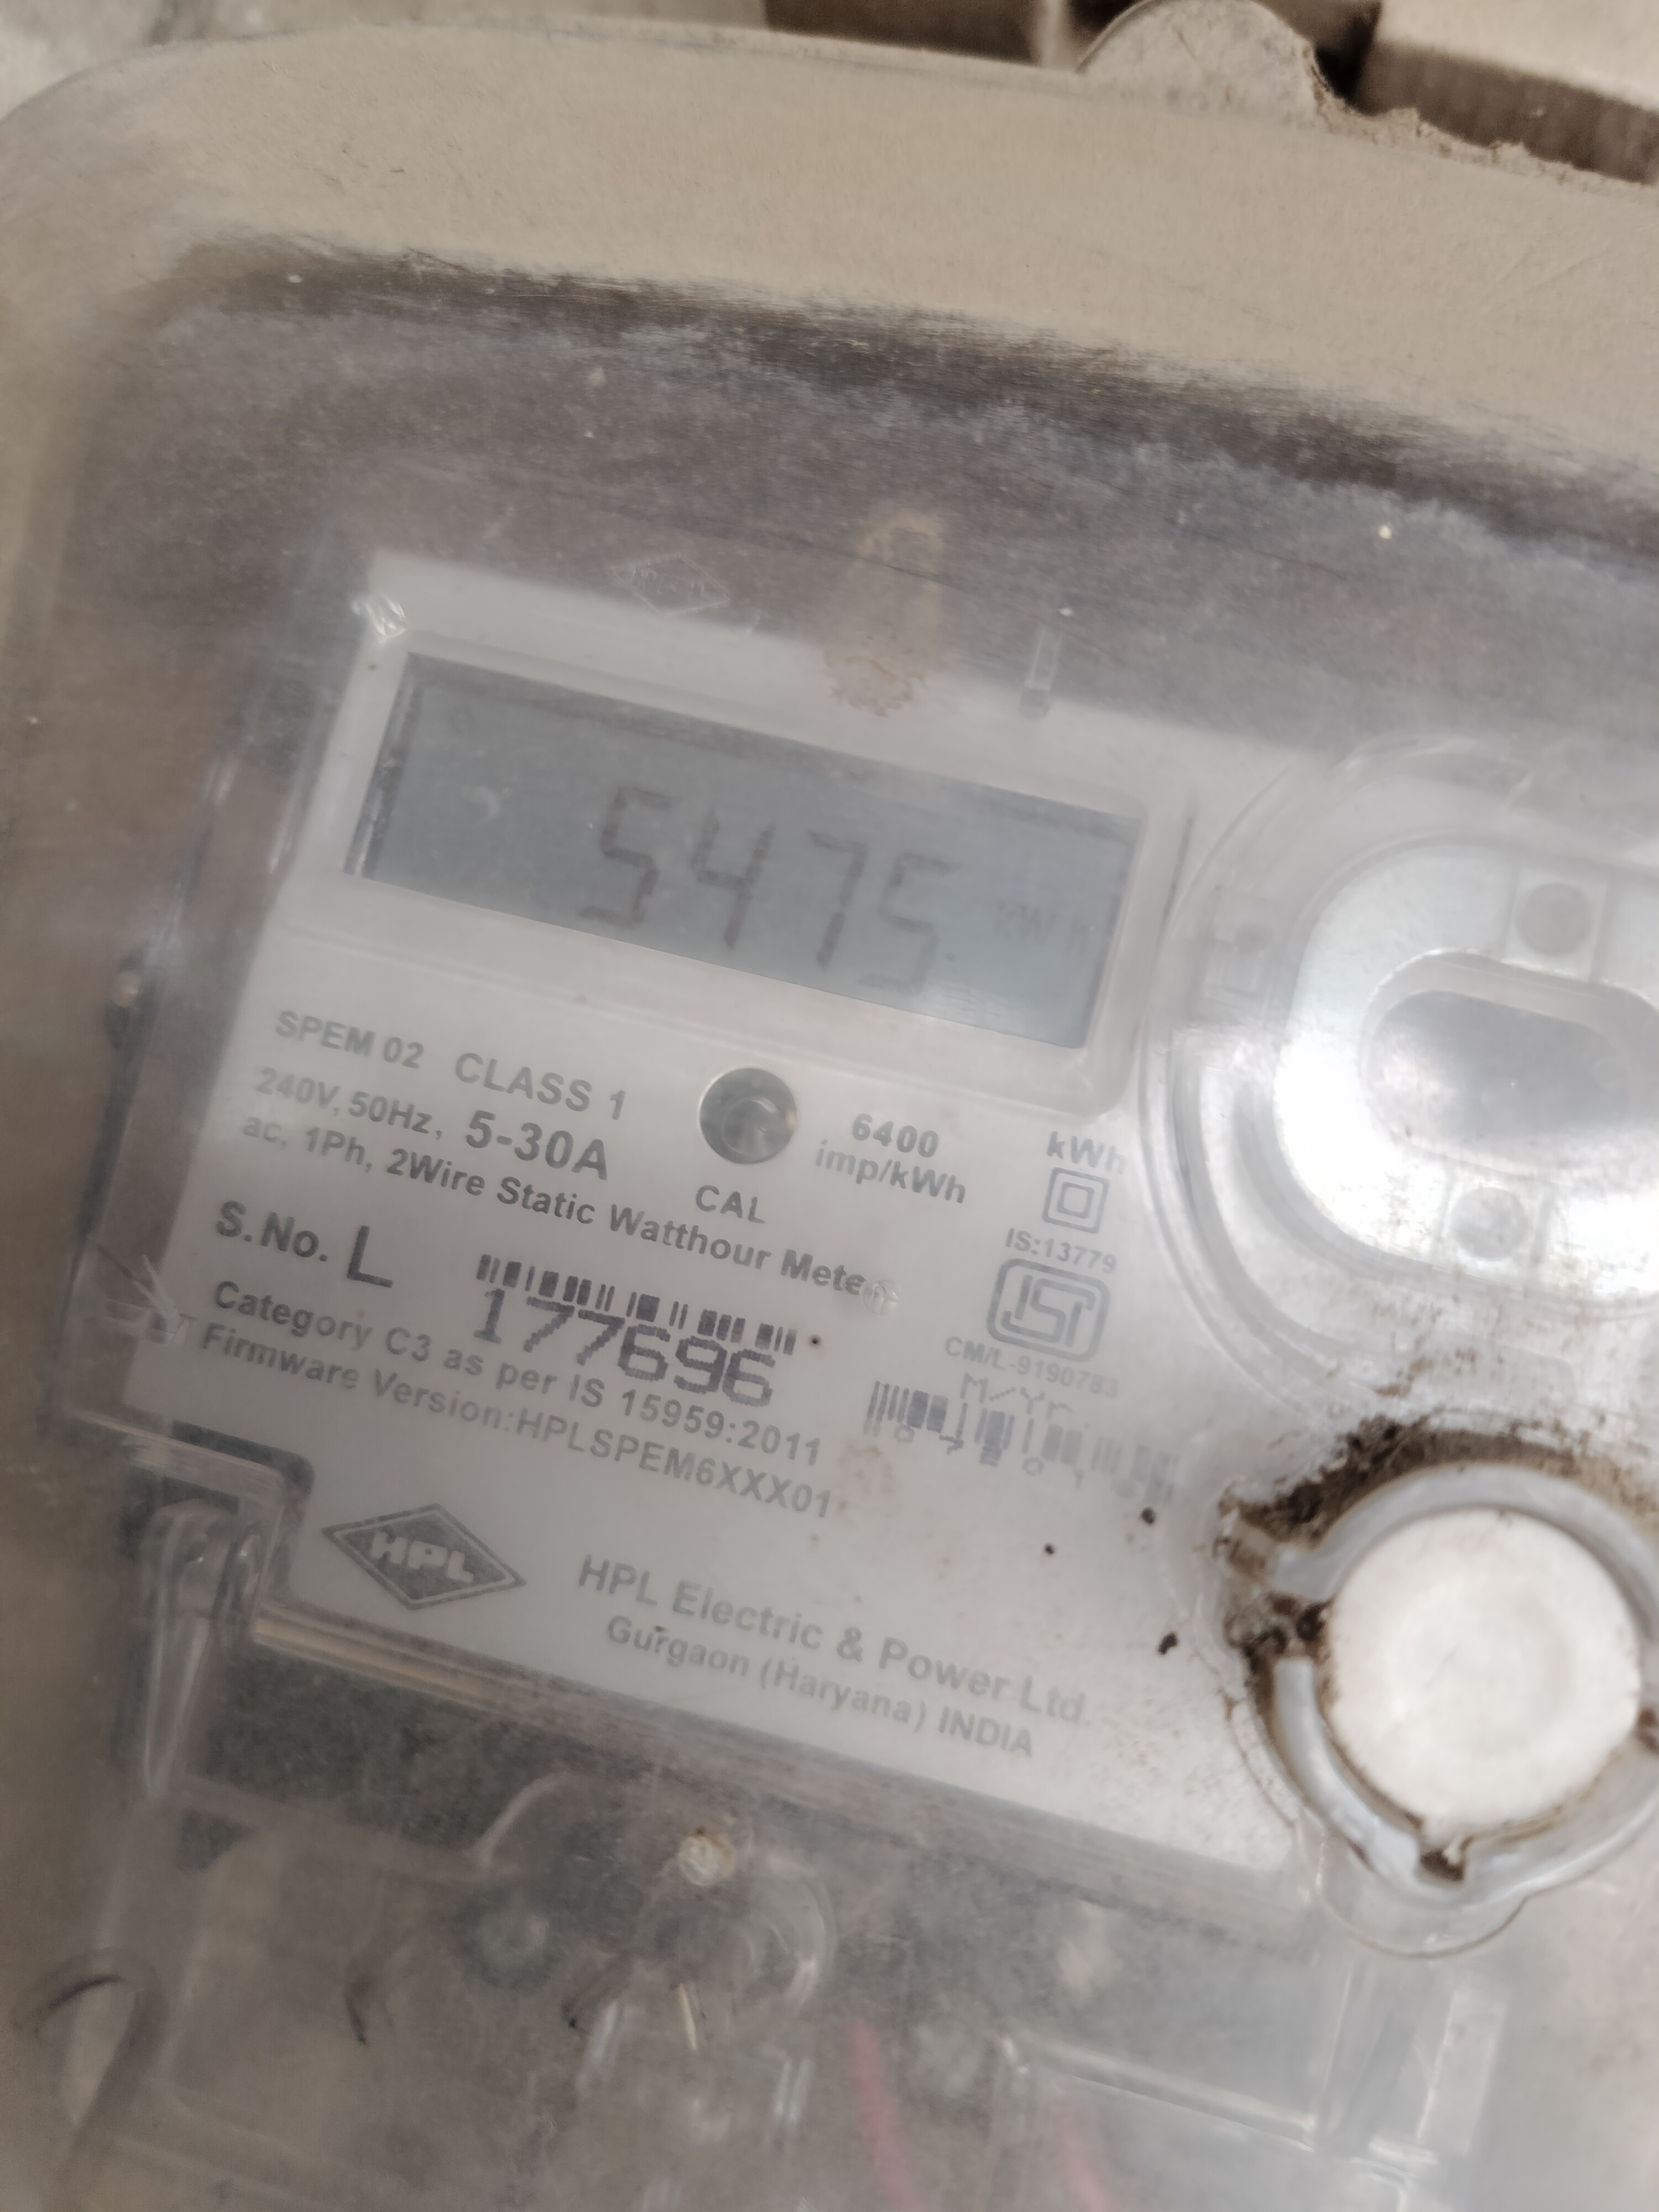 5475 kWh
SPEM 02 CLASS 1
240V, 50Hz, 5-30A
ac, 1Ph, 2Wire Static Watthour Meter
CAL
6400
imp/kWh
kWh
IS:13779
ISI
CM/L-9190783
S.No. L
177696
M/Yr.
Category C3 as per IS 15959:2011
Firmware Version:HPLSPEM6XXX01
HPL
HPL Electric & Power Ltd.
Gurgaon (Haryana) INDIA